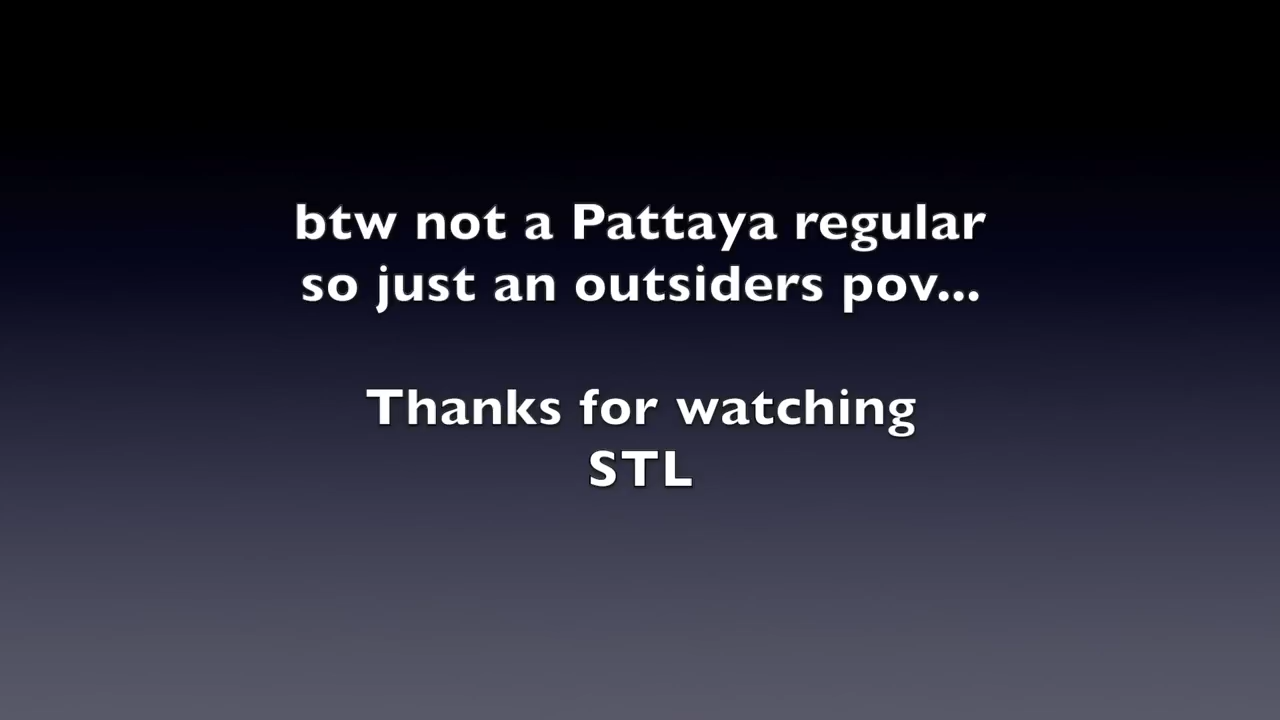 btw not a Pattaya regular
so just an outsiders pov...
Thanks for watching
STL